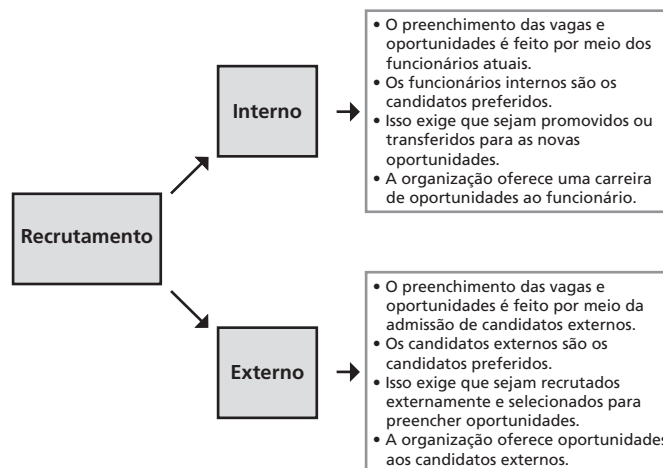 Recrutamento
Interno
• O preenchimento das vagas e
oportunidades é feito por meio dos
funcionários atuais.
• Os funcionários internos são os
candidatos preferidos.
• Isso exige que sejam promovidos ou
transferidos para as novas
oportunidades.
• A organização oferece uma carreira
de oportunidades ao funcionário.
Externo
• O preenchimento das vagas e
oportunidades é feito por meio da
admissão de candidatos externos.
• Os candidatos externos são os
candidatos preferidos.
• Isso exige que sejam recrutados
externamente e selecionados para
preencher oportunidades.
• A organização oferece oportunidades
aos candidatos externos.